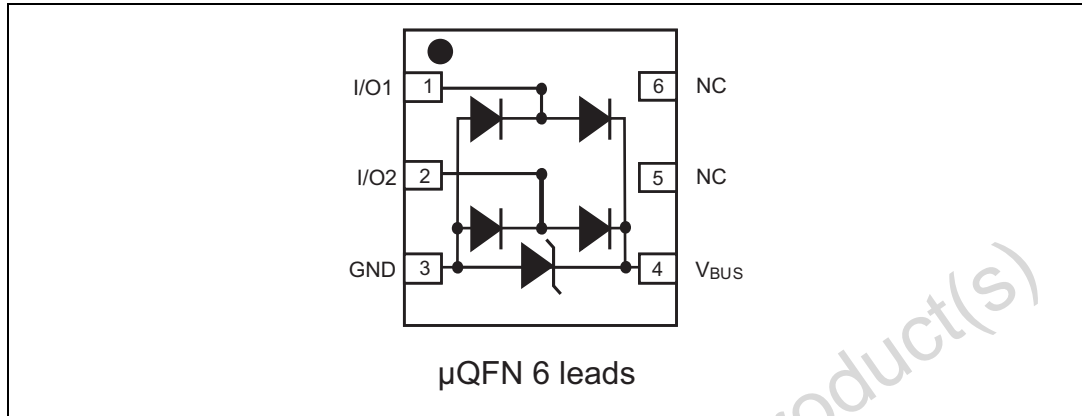 I/O1 1 6 NC
I/O2 2 5 NC
GND 3 4 VBUS
µQFN 6 leads
oduct(s)